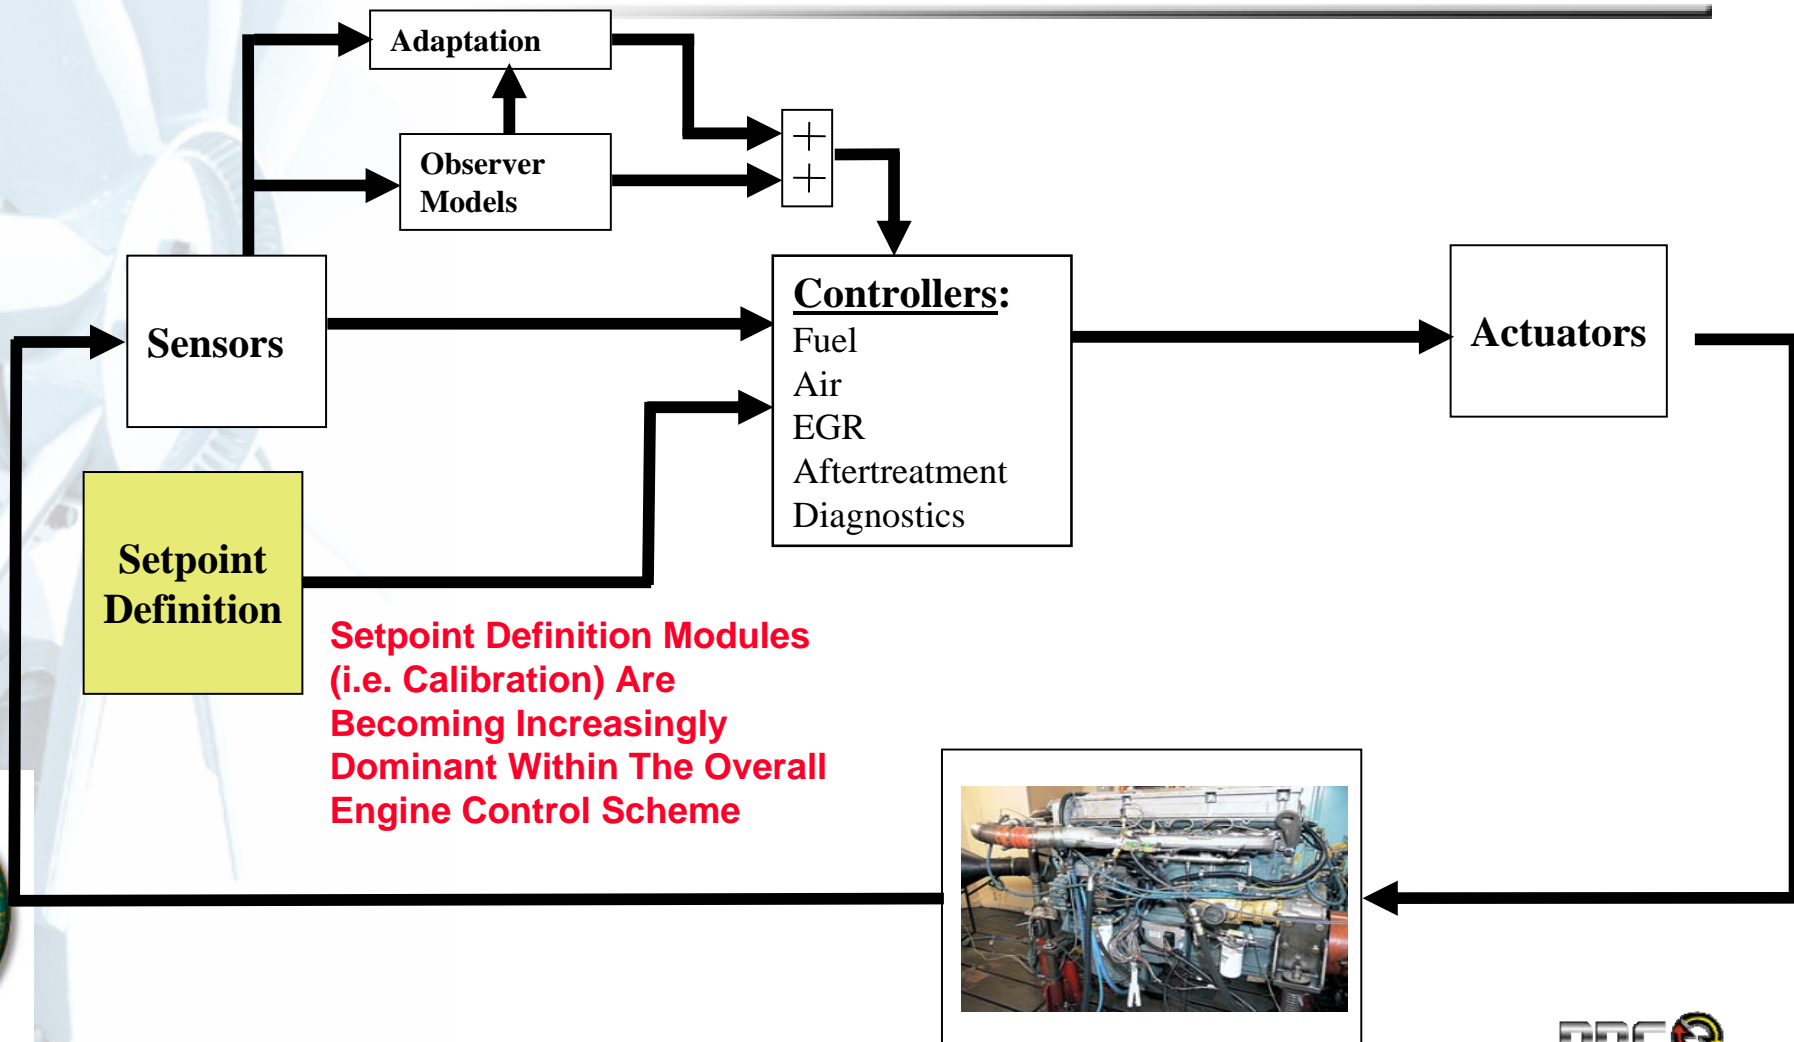 Adaptation
Observer
Models
+
+
Sensors
Controllers:
Fuel
Air
EGR
Aftertreatment
Diagnostics
Actuators
Setpoint
Definition
Setpoint Definition Modules
(i.e. Calibration) Are
Becoming Increasingly
Dominant Within The Overall
Engine Control Scheme